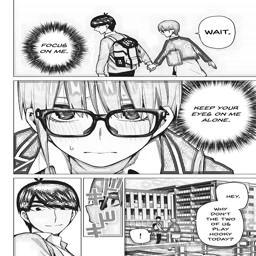 WAIT.
FOCUS
ON ME.
KEEP YOUR
EYES ON ME
ALONE.
HEY,
WHY
DON'T
THE TWO
OF US
PLAY
HOOKY
TODAY?
!